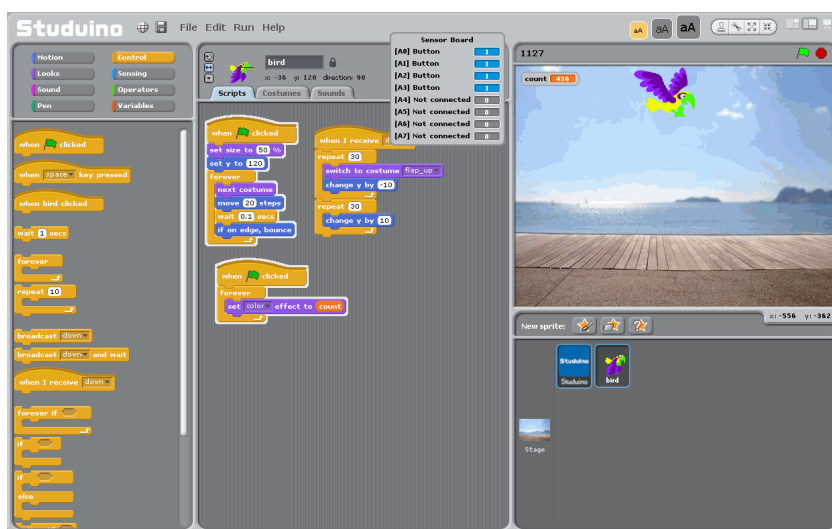 Studuino File Edit Run Help
aA aA aA
Motion Control
Looks Sensing
Sound Operators
Pen Variables
when clicked
when space key pressed
when bird clicked
wait 1 secs
forever
repeat 10
broadcast down
broadcast down and wait
when I receive down
forever if
if
if
else
bird
x: -36 y: 120 direction: 90
Scripts Costumes Sounds
when clicked
set size to 50 %
set y to 120
forever
next costume
move 20 steps
wait 0.1 secs
if on edge, bounce
when I receive
repeat 30
switch to costume flap_up
change y by -10
repeat 30
change y by 10
when clicked
forever
set color effect to count
Sensor Board
[A0] Button 1
[A1] Button 1
[A2] Button 1
[A3] Button 1
[A4] Not connected 0
[A5] Not connected 0
[A6] Not connected 0
[A7] Not connected 0
1127
count 436
x: -556 y: -362
New sprite:
Studuino
Studuino bird
Stage